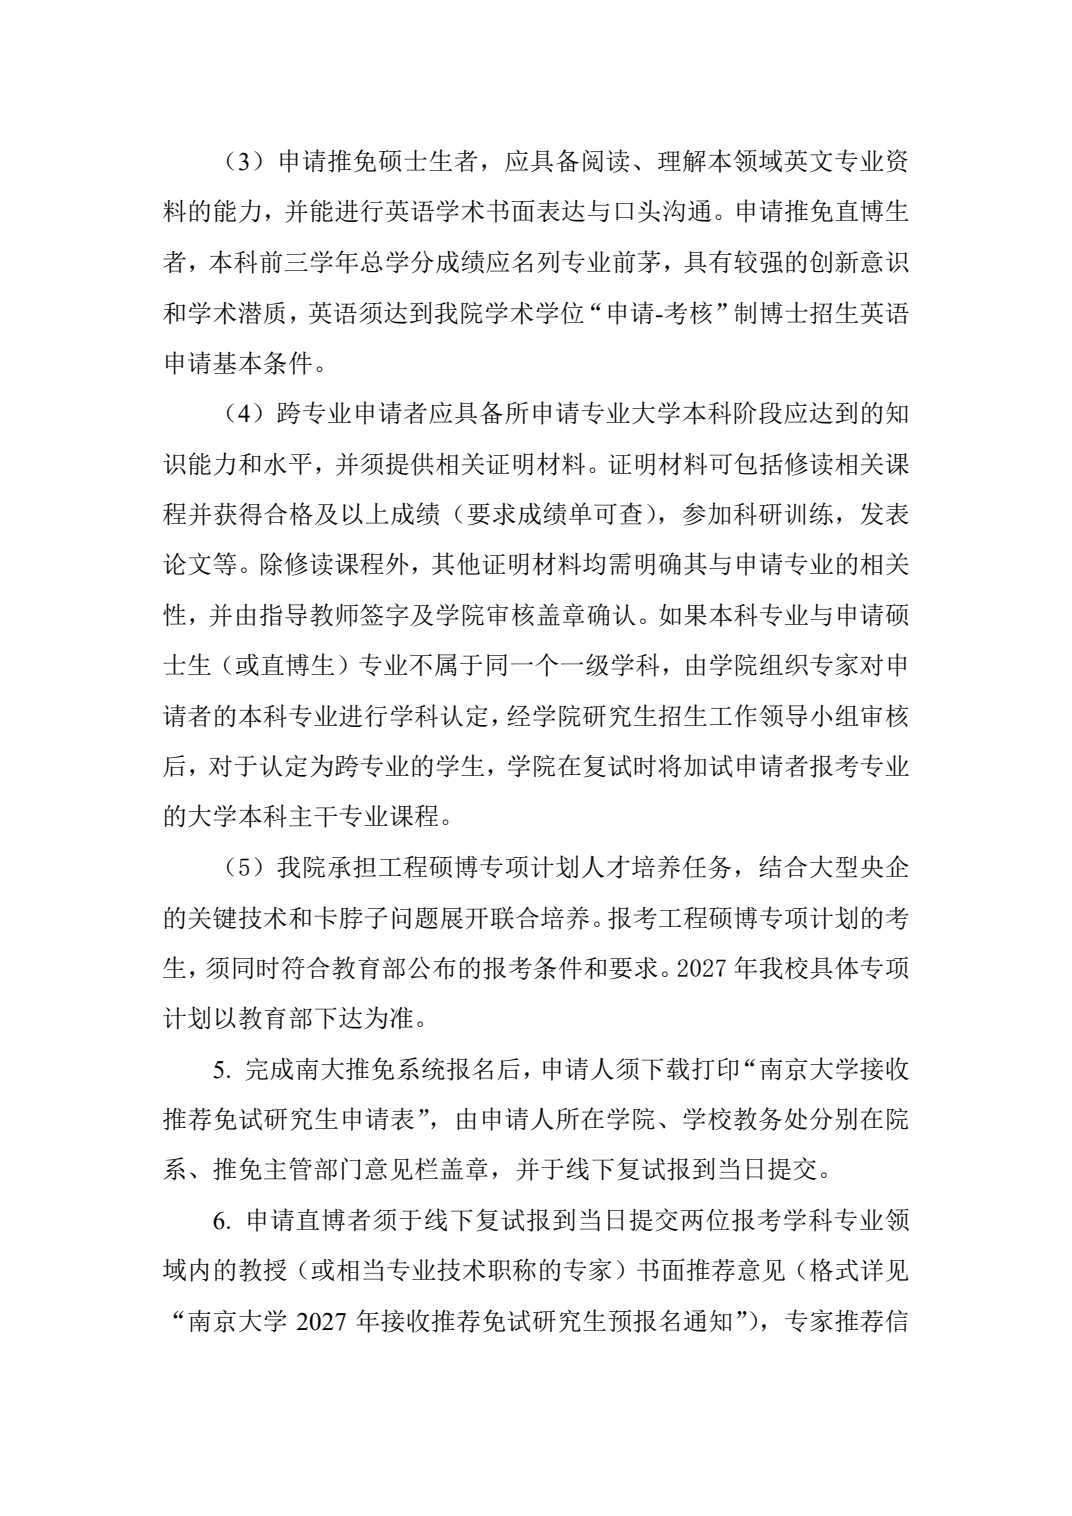 （3）申请推免硕士生者，应具备阅读、理解本领域英文专业资
料的能力，并能进行英语学术书面表达与口头沟通。申请推免直博生
者，本科前三学年总学分成绩应名列专业前茅，具有较强的创新意识
和学术潜质，英语须达到我院学术学位“申请-考核”制博士招生英语
申请基本条件。
（4）跨专业申请者应具备所申请专业大学本科阶段应达到的知
识能力和水平，并须提供相关证明材料。证明材料可包括修读相关课
程并获得合格及以上成绩（要求成绩单可查），参加科研训练，发表
论文等。除修读课程外，其他证明材料均需明确其与申请专业的相关
性，并由指导教师签字及学院审核盖章确认。如果本科专业与申请硕
士生（或直博生）专业不属于同一个一级学科，由学院组织专家对申
请者的本科专业进行学科认定，经学院研究生招生工作领导小组审核
后，对于认定为跨专业的学生，学院在复试时将加试申请者报考专业
的大学本科主干专业课程。
（5）我院承担工程硕博专项计划人才培养任务，结合大型央企
的关键技术和卡脖子问题展开联合培养。报考工程硕博专项计划的考
生，须同时符合教育部公布的报考条件和要求。2027 年我校具体专项
计划以教育部下达为准。
5. 完成南大推免系统报名后，申请人须下载打印“南京大学接收
推荐免试研究生申请表”，由申请人所在学院、学校教务处分别在院
系、推免主管部门意见栏盖章，并于线下复试报到当日提交。
6. 申请直博者须于线下复试报到当日提交两位报考学科专业领
域内的教授（或相当专业技术职称的专家）书面推荐意见（格式详见
“南京大学 2027 年接收推荐免试研究生预报名通知”），专家推荐信